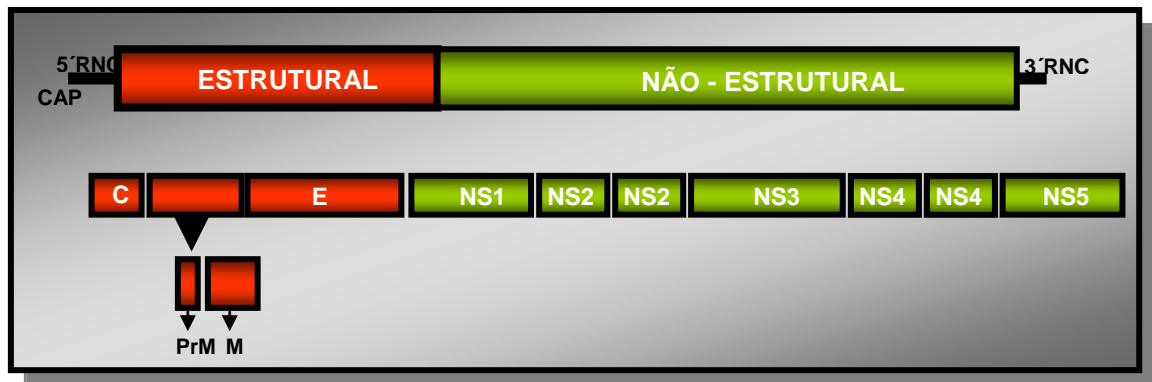 5´RNC ESTRUTURAL NÃO - ESTRUTURAL 3´RNC
CAP
C E NS1 NS2 NS2 NS3 NS4 NS4 NS5
PrM M